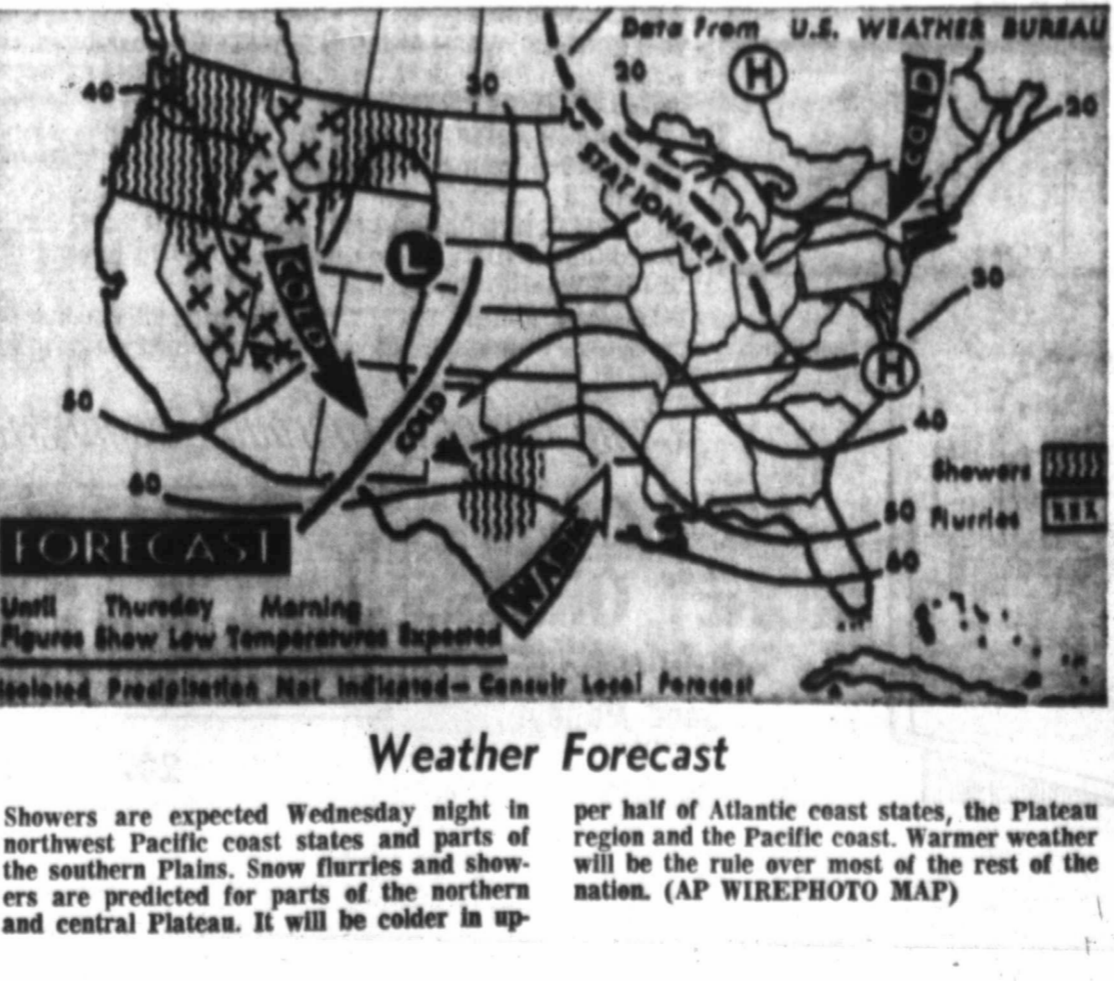 Data From U.S. WEATHER BUREAU
40
30
20
H
COLD
20
STATIONARY
L
COLD
30
H
50
COLD
40
60
Showers
50
Flurries
FORECAST
WARM
60
Until Thursday Morning
Figures Show Low Temperatures Expected
Isolated Precipitation Not Indicated— Consult Local Forecast
Weather Forecast
Showers are expected Wednesday night in
northwest Pacific coast states and parts of
the southern Plains. Snow flurries and show-
ers are predicted for parts of the northern
and central Plateau. It will be colder in up-
per half of Atlantic coast states, the Plateau
region and the Pacific coast. Warmer weather
will be the rule over most of the rest of the
nation. (AP WIREPHOTO MAP)